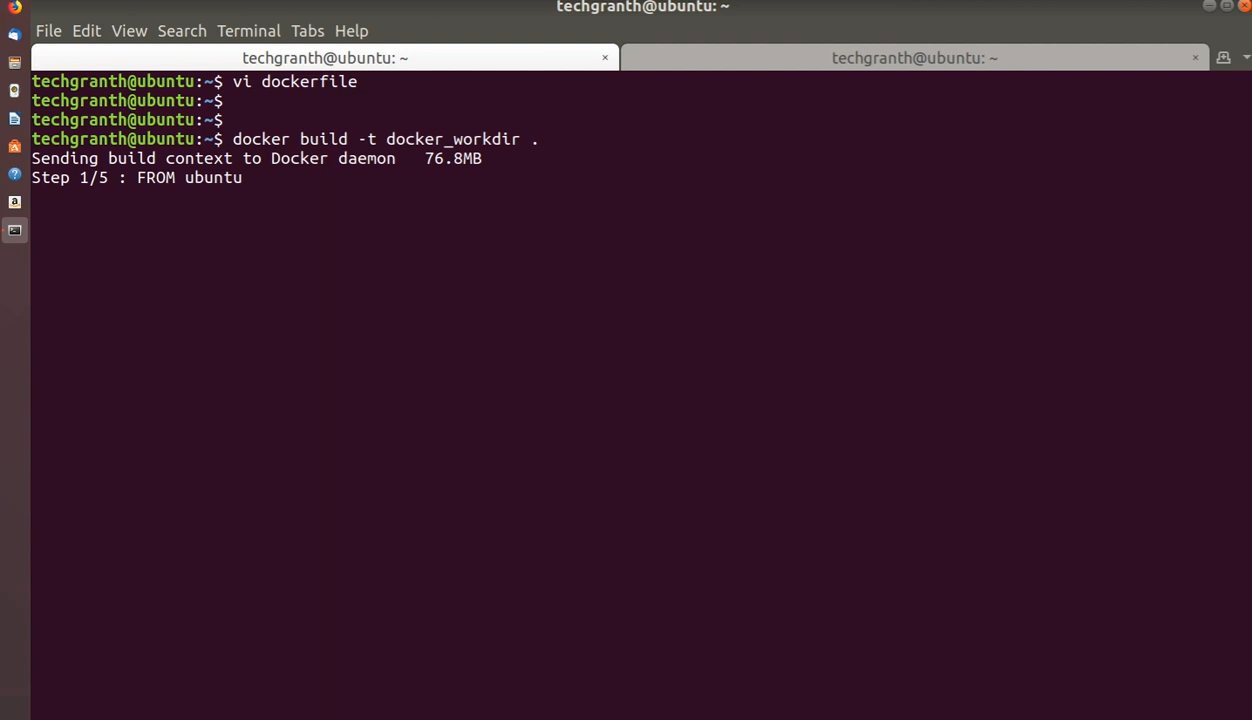 techgranth@ubuntu: ~
File Edit View Search Terminal Tabs Help
techgranth@ubuntu: ~ × techgranth@ubuntu: ~ ×
techgranth@ubuntu:~$ vi dockerfile
techgranth@ubuntu:~$
techgranth@ubuntu:~$
techgranth@ubuntu:~$ docker build -t docker_workdir .
Sending build context to Docker daemon   76.8MB
Step 1/5 : FROM ubuntu